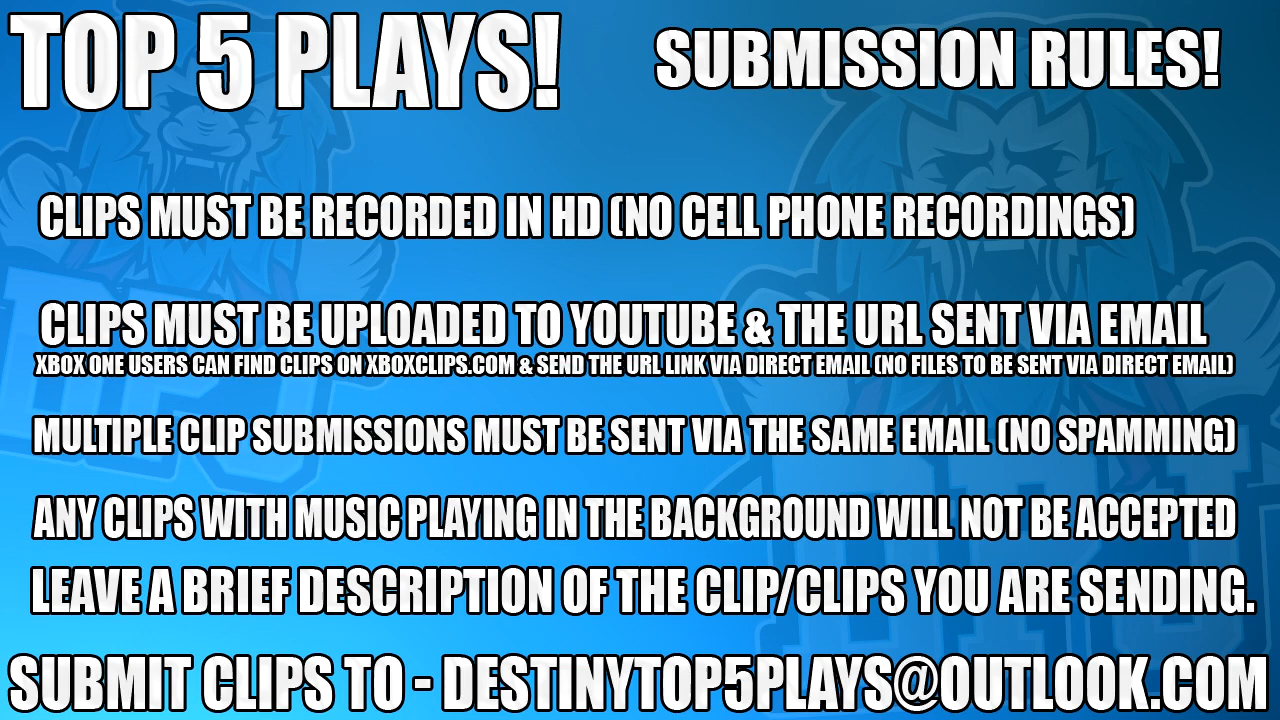 TOP 5 PLAYS!
SUBMISSION RULES!
CLIPS MUST BE RECORDED IN HD (NO CELL PHONE RECORDINGS)
CLIPS MUST BE UPLOADED TO YOUTUBE & THE URL SENT VIA EMAIL
XBOX ONE USERS CAN FIND CLIPS ON XBOXCLIPS.COM & SEND THE URL LINK VIA DIRECT EMAIL (NO FILES TO BE SENT VIA DIRECT EMAIL)
MULTIPLE CLIP SUBMISSIONS MUST BE SENT VIA THE SAME EMAIL (NO SPAMMING)
ANY CLIPS WITH MUSIC PLAYING IN THE BACKGROUND WILL NOT BE ACCEPTED
LEAVE A BRIEF DESCRIPTION OF THE CLIP/CLIPS YOU ARE SENDING.
SUBMIT CLIPS TO - DESTINYTOP5PLAYS@OUTLOOK.COM